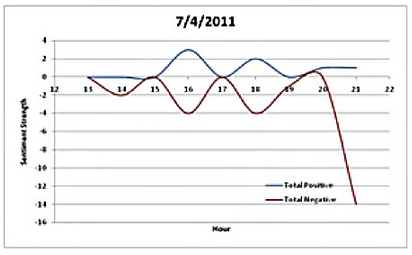 7/4/2011
4
2
0
12 13 14 15 16 17 18 19 20 21 22
-2
-4
-6
-8
-10
-12
-14
-16
Sentiment Strength
Total Positive
Total Negative
Hour